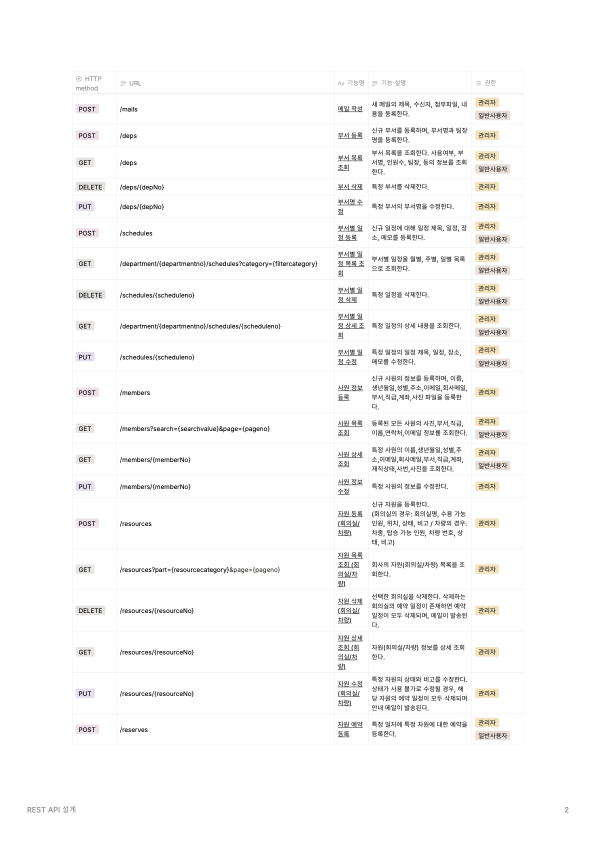 HTTP method
URL
기능명
기능 설명
권한
POST
/mails
메일 작성
새 메일의 제목, 수신자, 첨부파일, 내
용을 등록한다.
관리자
일반사용자
POST
/deps
부서 등록
신규 부서를 등록하며, 부서명과 팀장
명을 등록한다.
관리자
GET
/deps
부서 목록
조회
부서 목록을 조회한다. 사용여부, 부
서명, 인원수, 팀장, 등의 정보를 조회
한다.
관리자
일반사용자
DELETE
/deps/{depNo}
부서 삭제
특정 부서를 삭제한다.
관리자
PUT
/deps/{depNo}
부서명 수
정
특정 부서의 부서명을 수정한다.
관리자
POST
/schedules
부서별 일
정 등록
신규 일정에 대해 일정 제목, 일정, 장
소, 메모를 등록한다.
관리자
일반사용자
GET
/department/{departmentno}/schedules?category={filtercategory}
부서별 일
정 목록 조
회
부서별 일정을 월별, 주별, 일별 목록
으로 조회한다.
관리자
일반사용자
DELETE
/schedules/{scheduleno}
부서별 일
정 삭제
특정 일정을 삭제한다.
관리자
일반사용자
GET
/department/{departmentno}/schedules/{scheduleno}
부서별 일
정 상세 조
회
특정 일정의 상세 내용을 조회한다.
관리자
일반사용자
PUT
/schedules/{scheduleno}
부서별 일
정 수정
특정 일정의 일정 제목, 일정, 장소,
메모를 수정한다.
관리자
일반사용자
POST
/members
사원 정보
등록
신규 사원의 정보를 등록하며, 이름,
생년월일,성별,주소,이메일,회사메일,
부서,직급,계좌,사진 파일을 등록한
다.
관리자
GET
/members?search={searchvalue}&page={pageno}
사원 목록
조회
등록된 모든 사원의 사진,부서,직급,
이름,연락처,이메일 정보를 조회한다.
관리자
일반사용자
GET
/members/{memberNo}
사원 상세
조회
특정 사원의 이름,생년월일,성별,주
소,이메일,회사메일,부서,직급,계좌,
재직상태,사번,사진을 조회한다.
관리자
일반사용자
PUT
/members/{memberNo}
사원 정보
수정
특정 사원의 정보를 수정한다.
관리자
POST
/resources
자원 등록
(회의실/
차량)
신규 자원을 등록한다.
(회의실의 경우: 회의실명, 수용 가능
인원, 위치, 상태, 비고 / 차량의 경우:
차종, 탑승 가능 인원, 차량 번호, 상
태, 비고)
관리자
GET
/resources?part={resourcecategory}&page={pageno}
자원 목록
조회 (회
의실/차
량)
회사의 자원(회의실/차량) 목록을 조
회한다.
관리자
DELETE
/resources/{resourceNo}
자원 삭제
(회의실/
차량)
선택한 회의실을 삭제한다. 삭제하는
회의실의 예약 일정이 존재하면 예약
일정이 모두 삭제되며, 메일이 발송된
다.
관리자
GET
/resources/{resourceNo}
자원 상세
조회 (회
의실/차
량)
자원(회의실/차량) 정보를 상세 조회
한다.
관리자
PUT
/resources/{resourceNo}
자원 수정
(회의실/
차량)
특정 자원의 상태와 비고를 수정한다.
상태가 사용 불가로 수정될 경우, 해
당 자원의 예약 일정이 모두 삭제되며
안내 메일이 발송된다.
관리자
POST
/reserves
자원 예약
등록
특정 일자에 특정 자원에 대한 예약을
등록한다.
관리자
일반사용자
REST API 설계
2